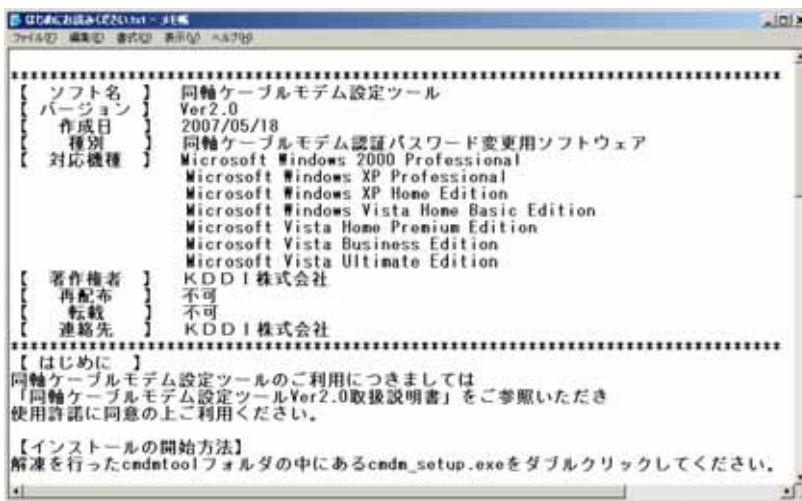 はじめにお読みください.txt - メモ帳
ファイル(F) 編集(E) 書式(O) 表示(V) ヘルプ(H)
********************************************************************************
【 ソフト名 】 同軸ケーブルモデム設定ツール
【 バージョン 】 Ver2.0
【 作成日 】 2007/05/18
【 種別 】 同軸ケーブルモデム認証パスワード変更用ソフトウェア
【 対応機種 】 Microsoft Windows 2000 Professional
Microsoft Windows XP Professional
Microsoft Windows XP Home Edition
Microsoft Windows Vista Home Basic Edition
Microsoft Vista Home Premium Edition
Microsoft Vista Business Edition
Microsoft Vista Ultimate Edition
【 著作権者 】 KDDI株式会社
【 再配布 】 不可
【 転載 】 不可
【 連絡先 】 KDDI株式会社
********************************************************************************
【 はじめに 】
同軸ケーブルモデム設定ツールのご利用につきましては
「同軸ケーブルモデム設定ツールVer2.0取扱説明書」をご参照いただき
使用許諾に同意の上ご利用ください。
【インストールの開始方法】
解凍を行ったcmdmtoolフォルダの中にあるcmdm_setup.exeをダブルクリックしてください。